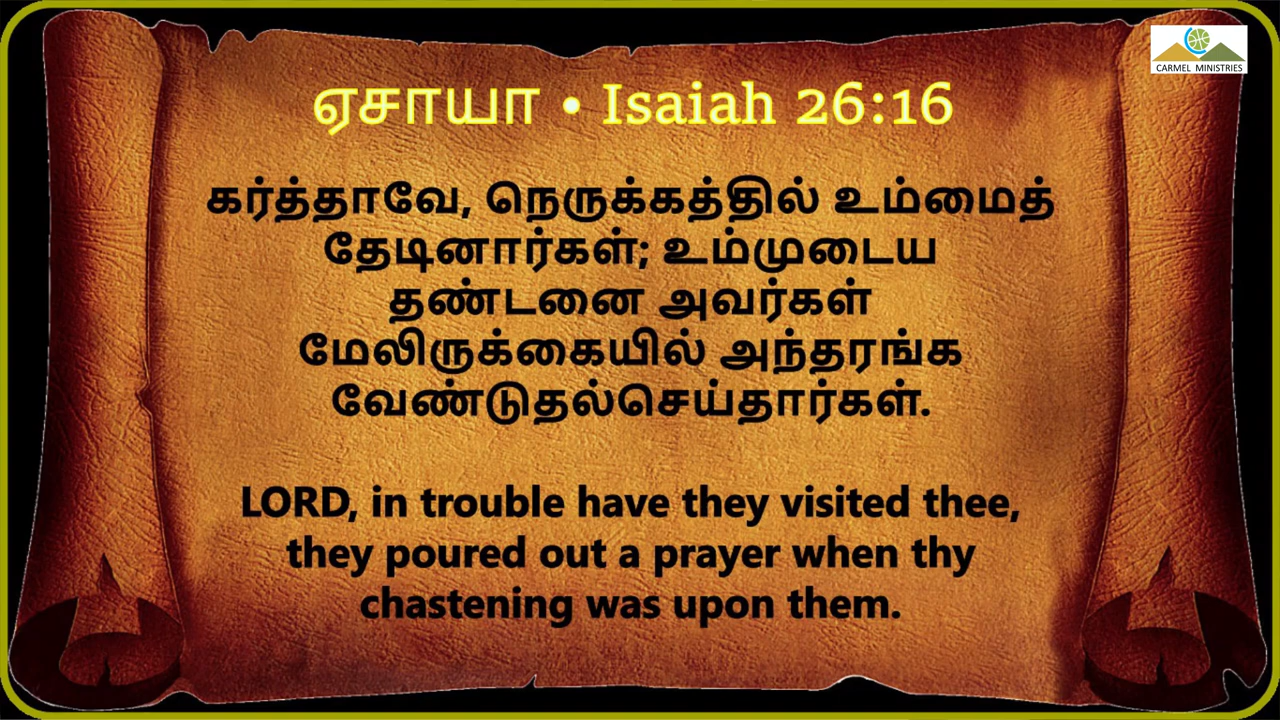 CARMEL MINISTRIES
ஏசாயா • Isaiah 26:16
கர்த்தாவே, நெருக்கத்தில் உம்மைத்
தேடினார்கள்; உம்முடைய
தண்டனை அவர்கள்
மேலிருக்கையில் அந்தரங்க
வேண்டுதல்செய்தார்கள்.
LORD, in trouble have they visited thee,
they poured out a prayer when thy
chastening was upon them.